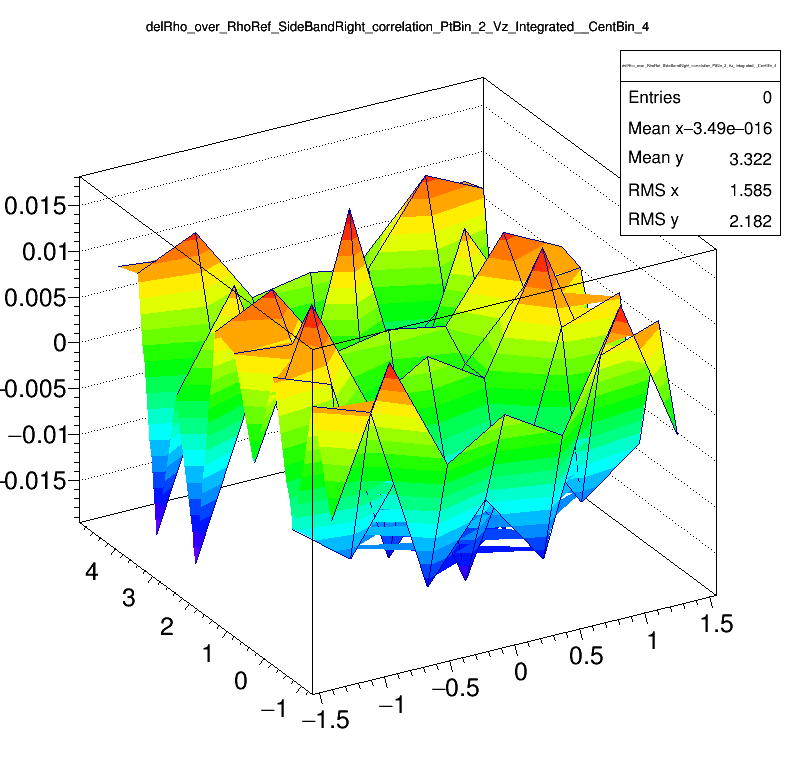 delRho_over_RhoRef_SideBandRight_correlation_PtBin_2_Vz_Integrated__CentBin_4
delRho_over_RhoRef_SideBandRight_correlation_PtBin_2_Vz_Integrated__CentBin_4
Entries 0
Mean x−3.49e−016
Mean y 3.322
RMS x 1.585
RMS y 2.182
0.015
0.01
0.005
0
−0.005
−0.01
−0.015
4
3
2
1
0
−1
−1.5
−1
−0.5
0
0.5
1
1.5